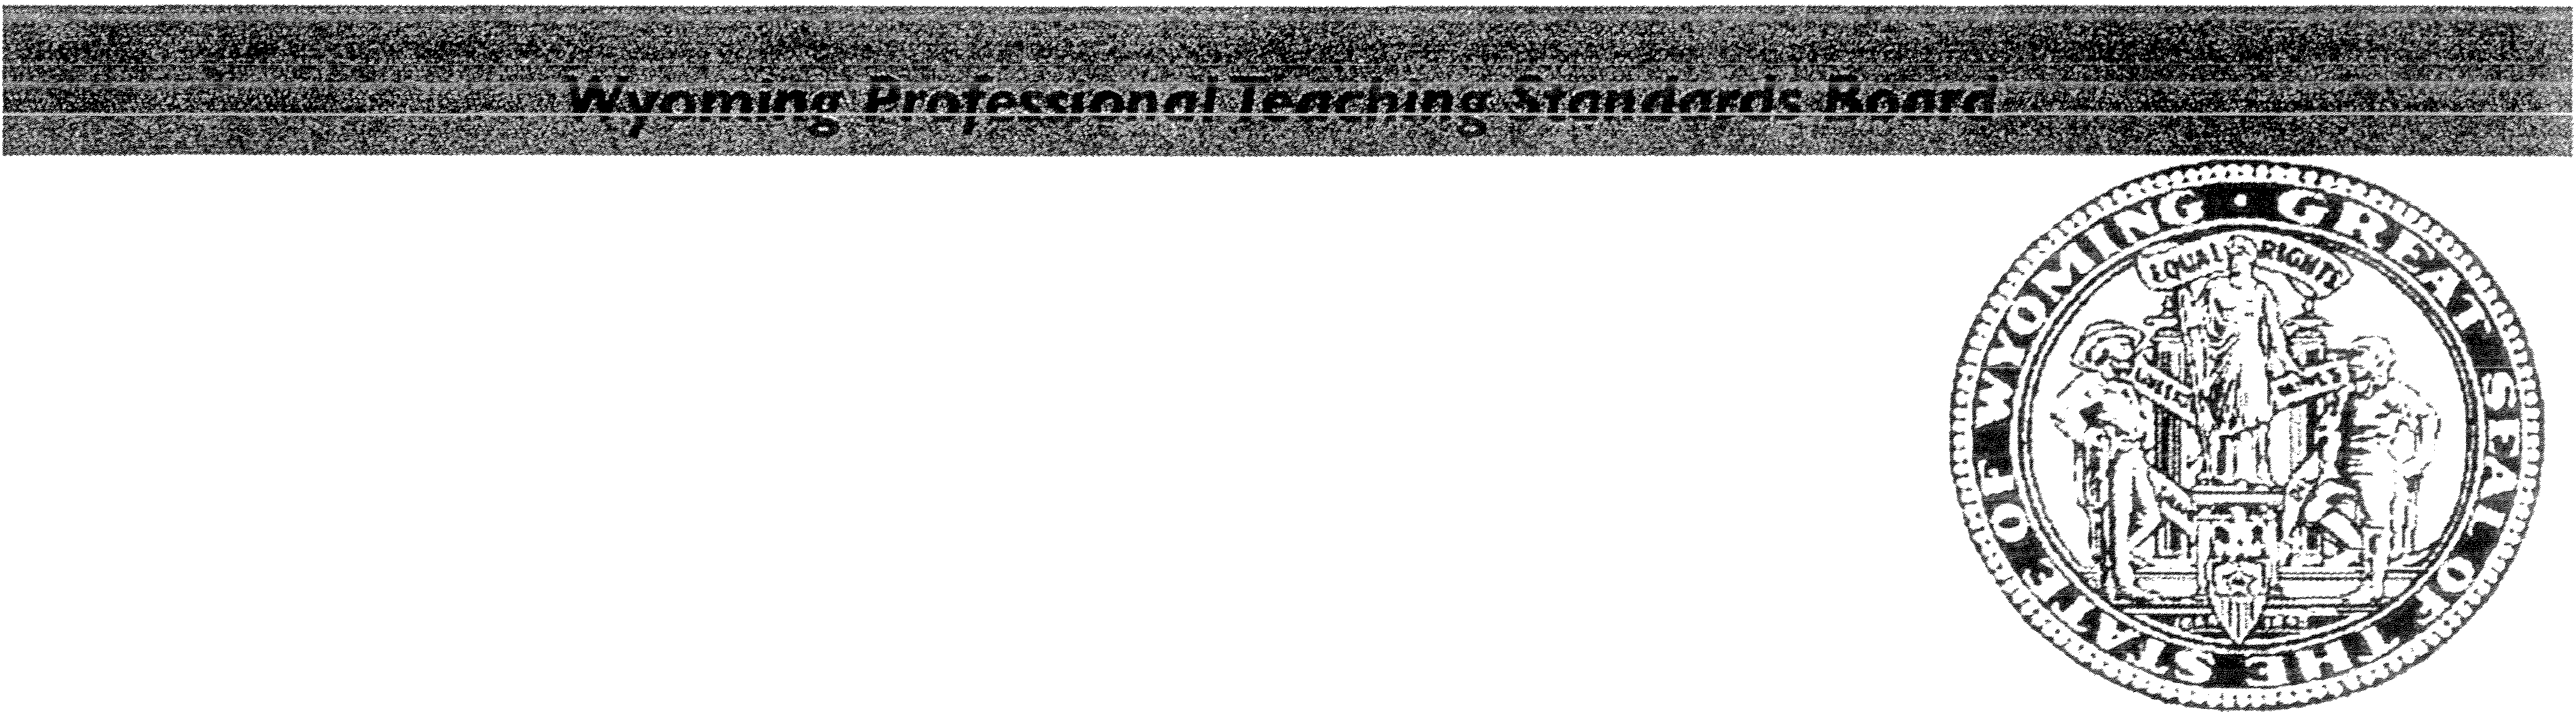 Wyoming Professional Teaching Standards Board
GREAT SEAL OF THE STATE OF WYOMING
EQUAL RIGHTS